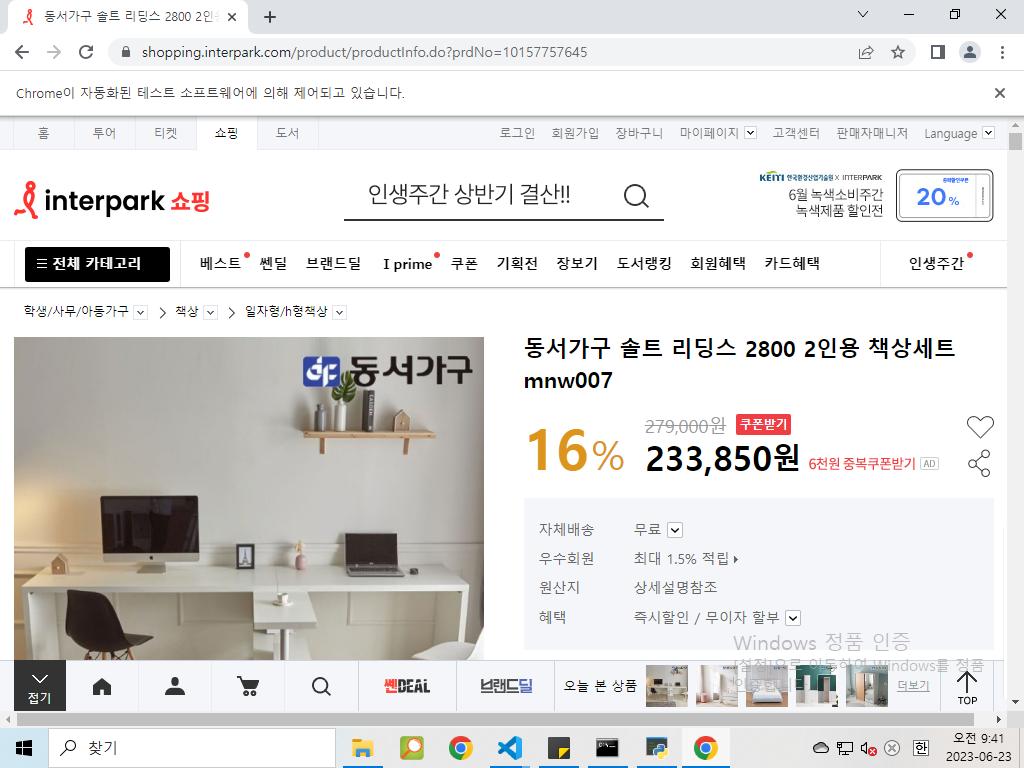 동서가구 솔트 리딩스 2800 2인용
shopping.interpark.com/product/productInfo.do?prdNo=10157757645
Chrome이 자동화된 테스트 소프트웨어에 의해 제어되고 있습니다.
홈 투어 티켓 쇼핑 도서 로그인 회원가입 장바구니 마이페이지 고객센터 판매자매니저 Language
interpark 쇼핑
인생주간 상반기 결산!!
KEITI 한국환경산업기술원 X INTERPARK
6월 녹색소비주간
녹색제품 할인전
중복할인쿠폰
20%
전체 카테고리 베스트 쎈딜 브랜드딜 I prime 쿠폰 기획전 장보기 도서랭킹 회원혜택 카드혜택 인생주간
학생/사무/아동가구 책상 일자형/h형책상
동서가구
동서가구 솔트 리딩스 2800 2인용 책상세트
mnw007
16% 279,000원 쿠폰받기
233,850원 6천원 중복쿠폰받기 AD
자체배송 무료
우수회원 최대 1.5% 적립
원산지 상세설명참조
혜택 즉시할인 / 무이자 할부
Windows 정품 인증
[설정]으로 이동하여 Windows를 정품
인증합니다.
접기 쎈DEAL 브랜드딜 오늘 본 상품 더보기 TOP
찾기
한
오전 9:41
2023-06-23